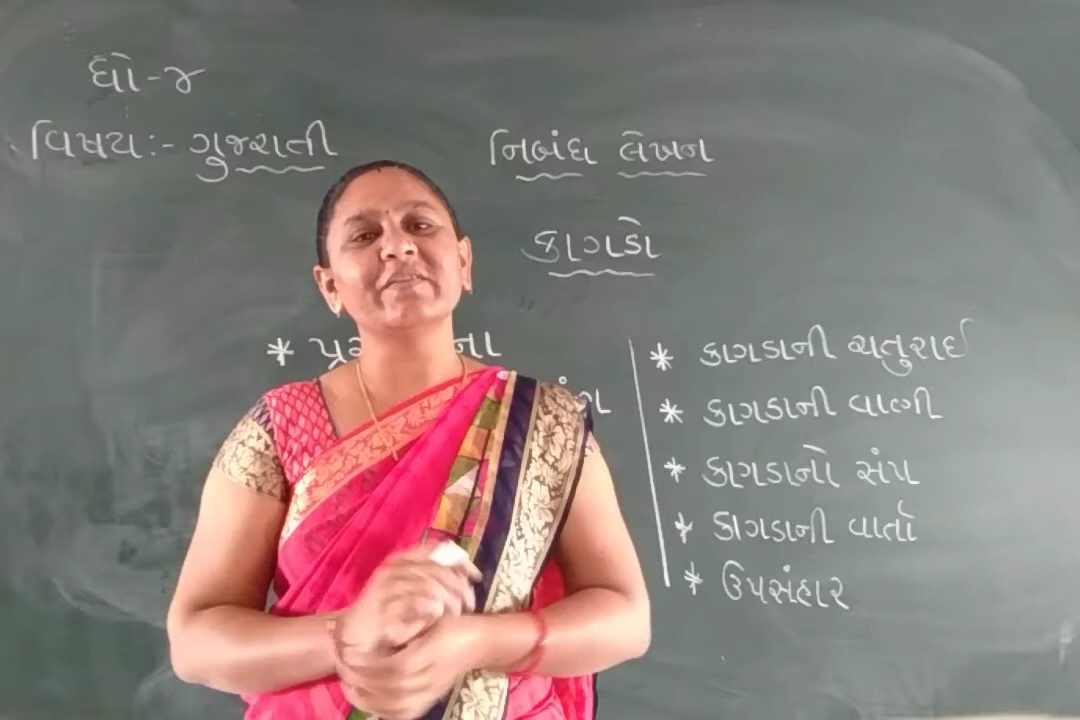 ધો-૪
વિષય:- ગુજરાતી
નિબંધ લેખન
કાગડો
*
*કાગડાની ચતુરાઈ
* કાગડાની વાણી
* કાગડાનો સંપ
* કાગડાની વાર્તા
* ઉપસંહાર